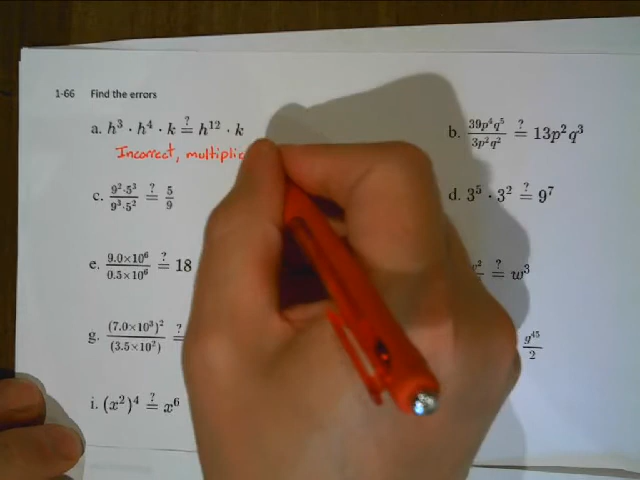 1-66 Find the errors
a. h³ · h⁴ · k ≟ h¹² · k
b. 39p⁴q⁵/3p²q² ≟ 13p²q³
Incorrect, multiplic
c. 9²·5³/9³·5² ≟ 5/9
d. 3⁵ · 3² ≟ 9⁷
e. 9.0×10⁶/0.5×10⁶ ≟ 18
≟ w³
g. (7.0×10³)²/(3.5×10²) ≟
g⁴⁵/2
i. (x²)⁴ ≟ x⁶